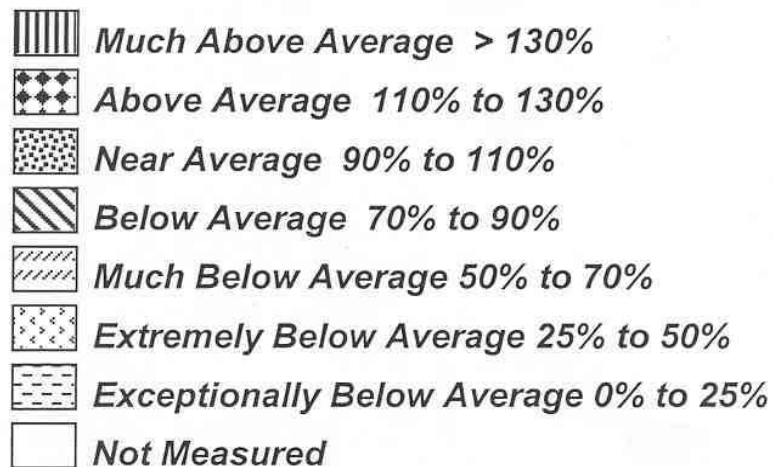 Much Above Average > 130%
Above Average 110% to 130%
Near Average 90% to 110%
Below Average 70% to 90%
Much Below Average 50% to 70%
Extremely Below Average 25% to 50%
Exceptionally Below Average 0% to 25%
Not Measured